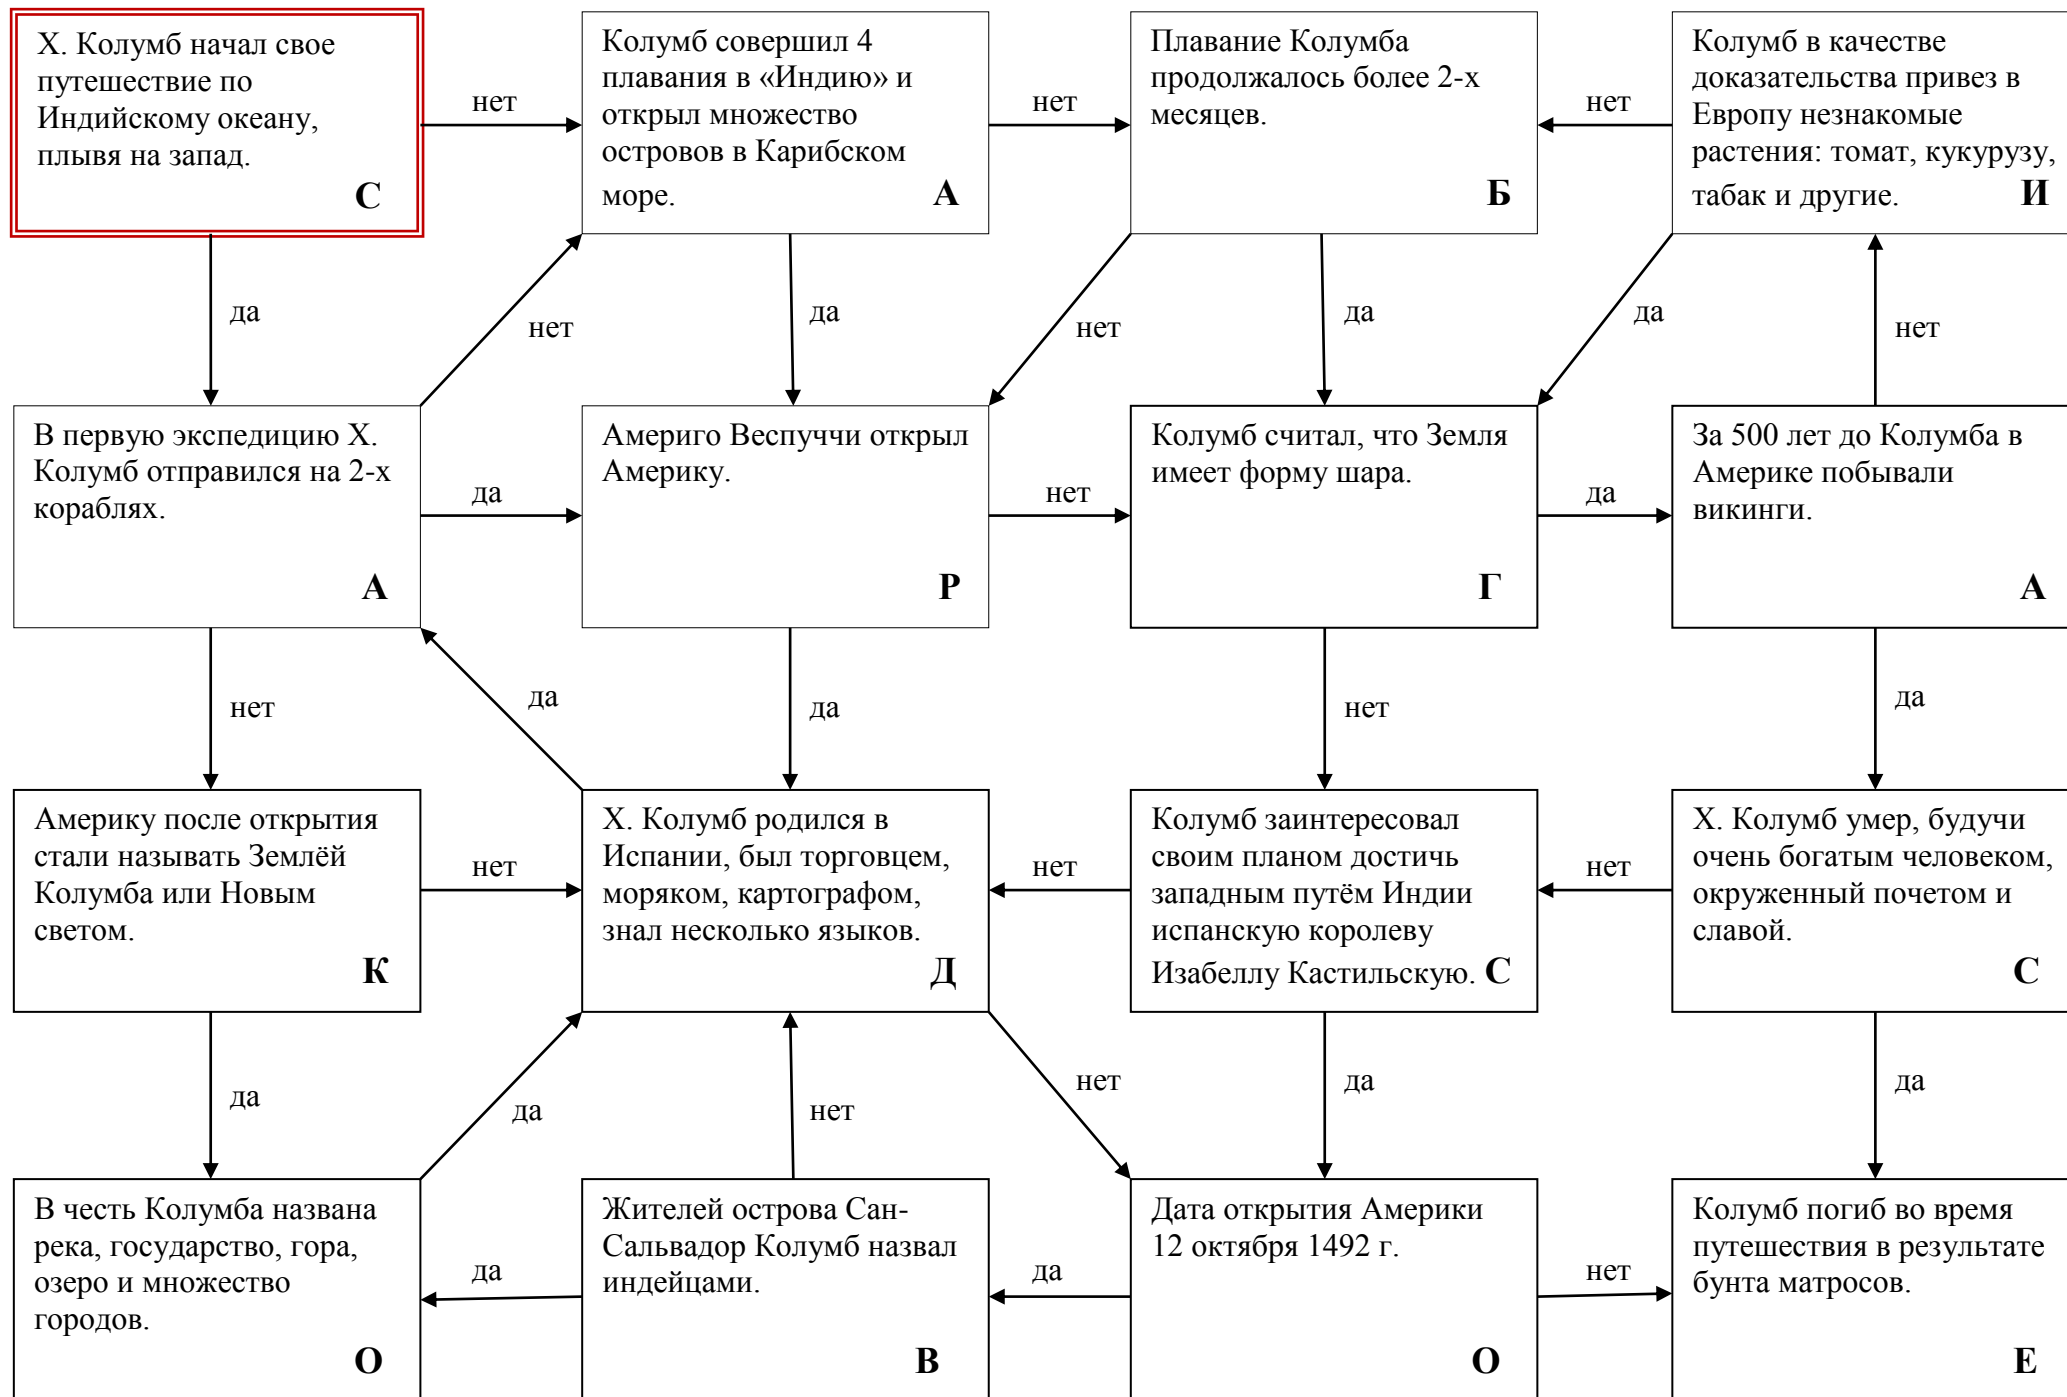 Х. Колумб начал свое
путешествие по
Индийскому океану,
плывя на запад.
С
нет
Колумб совершил 4
плавания в «Индию» и
открыл множество
островов в Карибском
море.
А
нет
Плавание Колумба
продолжалось более 2-х
месяцев.
Б
нет
Колумб в качестве
доказательства привез в
Европу незнакомые
растения: томат, кукурузу,
табак и другие.
И
да
нет
да
нет
да
да
нет
В первую экспедицию Х.
Колумб отправился на 2-х
кораблях.
А
да
Америго Веспуччи открыл
Америку.
Р
нет
Колумб считал, что Земля
имеет форму шара.
Г
да
За 500 лет до Колумба в
Америке побывали
викинги.
А
нет
да
да
нет
да
Америку после открытия
стали называть Землёй
Колумба или Новым
светом.
К
нет
Х. Колумб родился в
Испании, был торговцем,
моряком, картографом,
знал несколько языков.
Д
нет
Колумб заинтересовал
своим планом достичь
западным путём Индии
испанскую королеву
Изабеллу Кастильскую. С
нет
Х. Колумб умер, будучи
очень богатым человеком,
окруженный почетом и
славой.
С
да
да
нет
нет
да
да
В честь Колумба названа
река, государство, гора,
озеро и множество
городов.
О
да
Жителей острова Сан-
Сальвадор Колумб назвал
индейцами.
В
да
Дата открытия Америки
12 октября 1492 г.
О
нет
Колумб погиб во время
путешествия в результате
бунта матросов.
Е